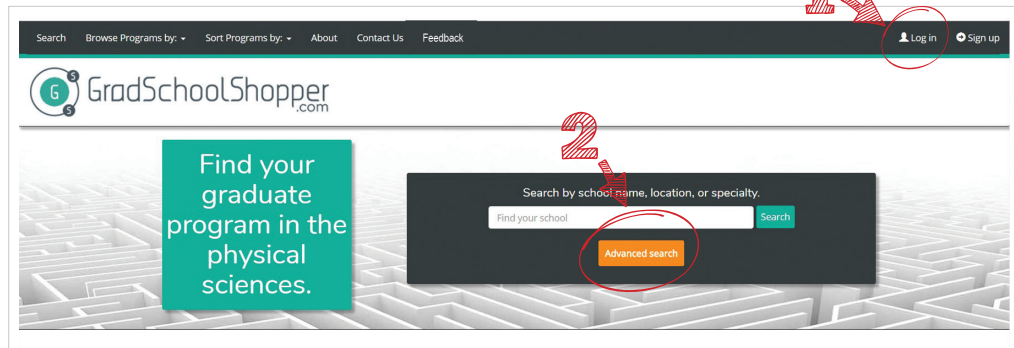 1
Search Browse Programs by: Sort Programs by: About Contact Us Feedback Log in Sign up
G S S GradSchoolShopper
.com
2
Find your
graduate
program in the
physical
sciences.
Search by school name, location, or specialty.
Find your school Search
Advanced search